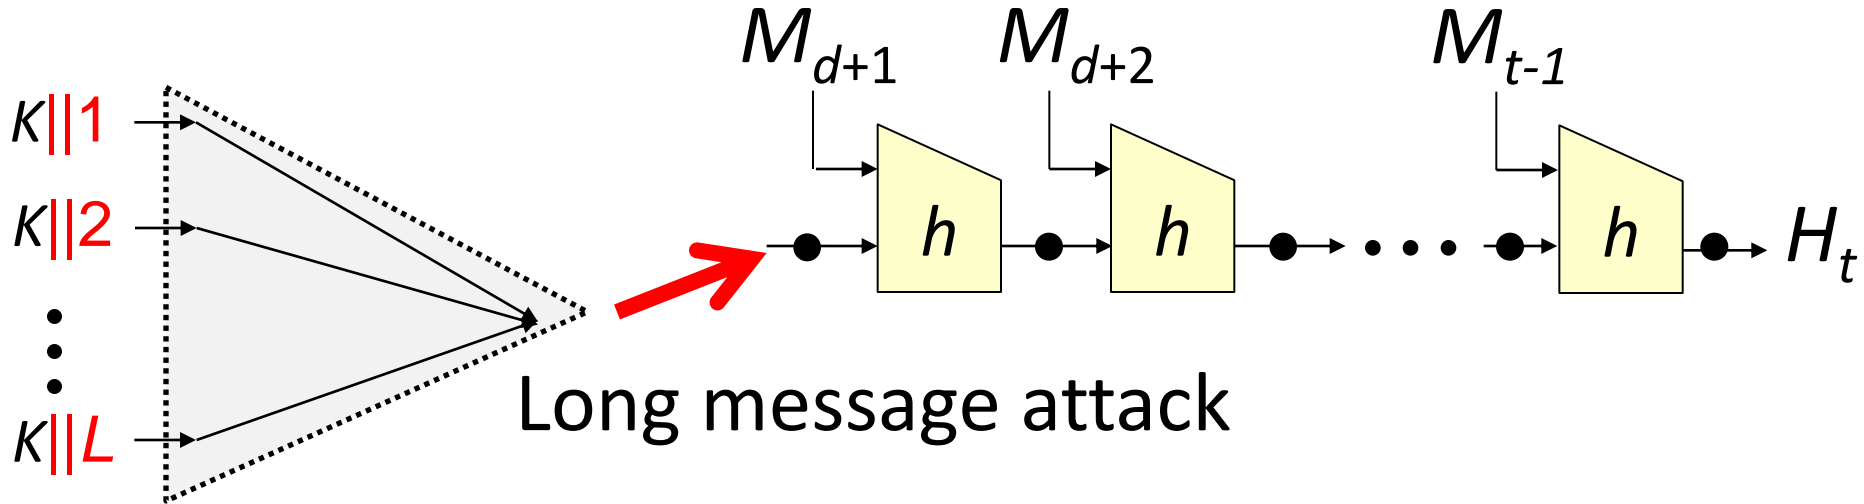 M_{d+1} M_{d+2} M_{t-1}
K||1
K||2
h h h H_t
Long message attack
K||L